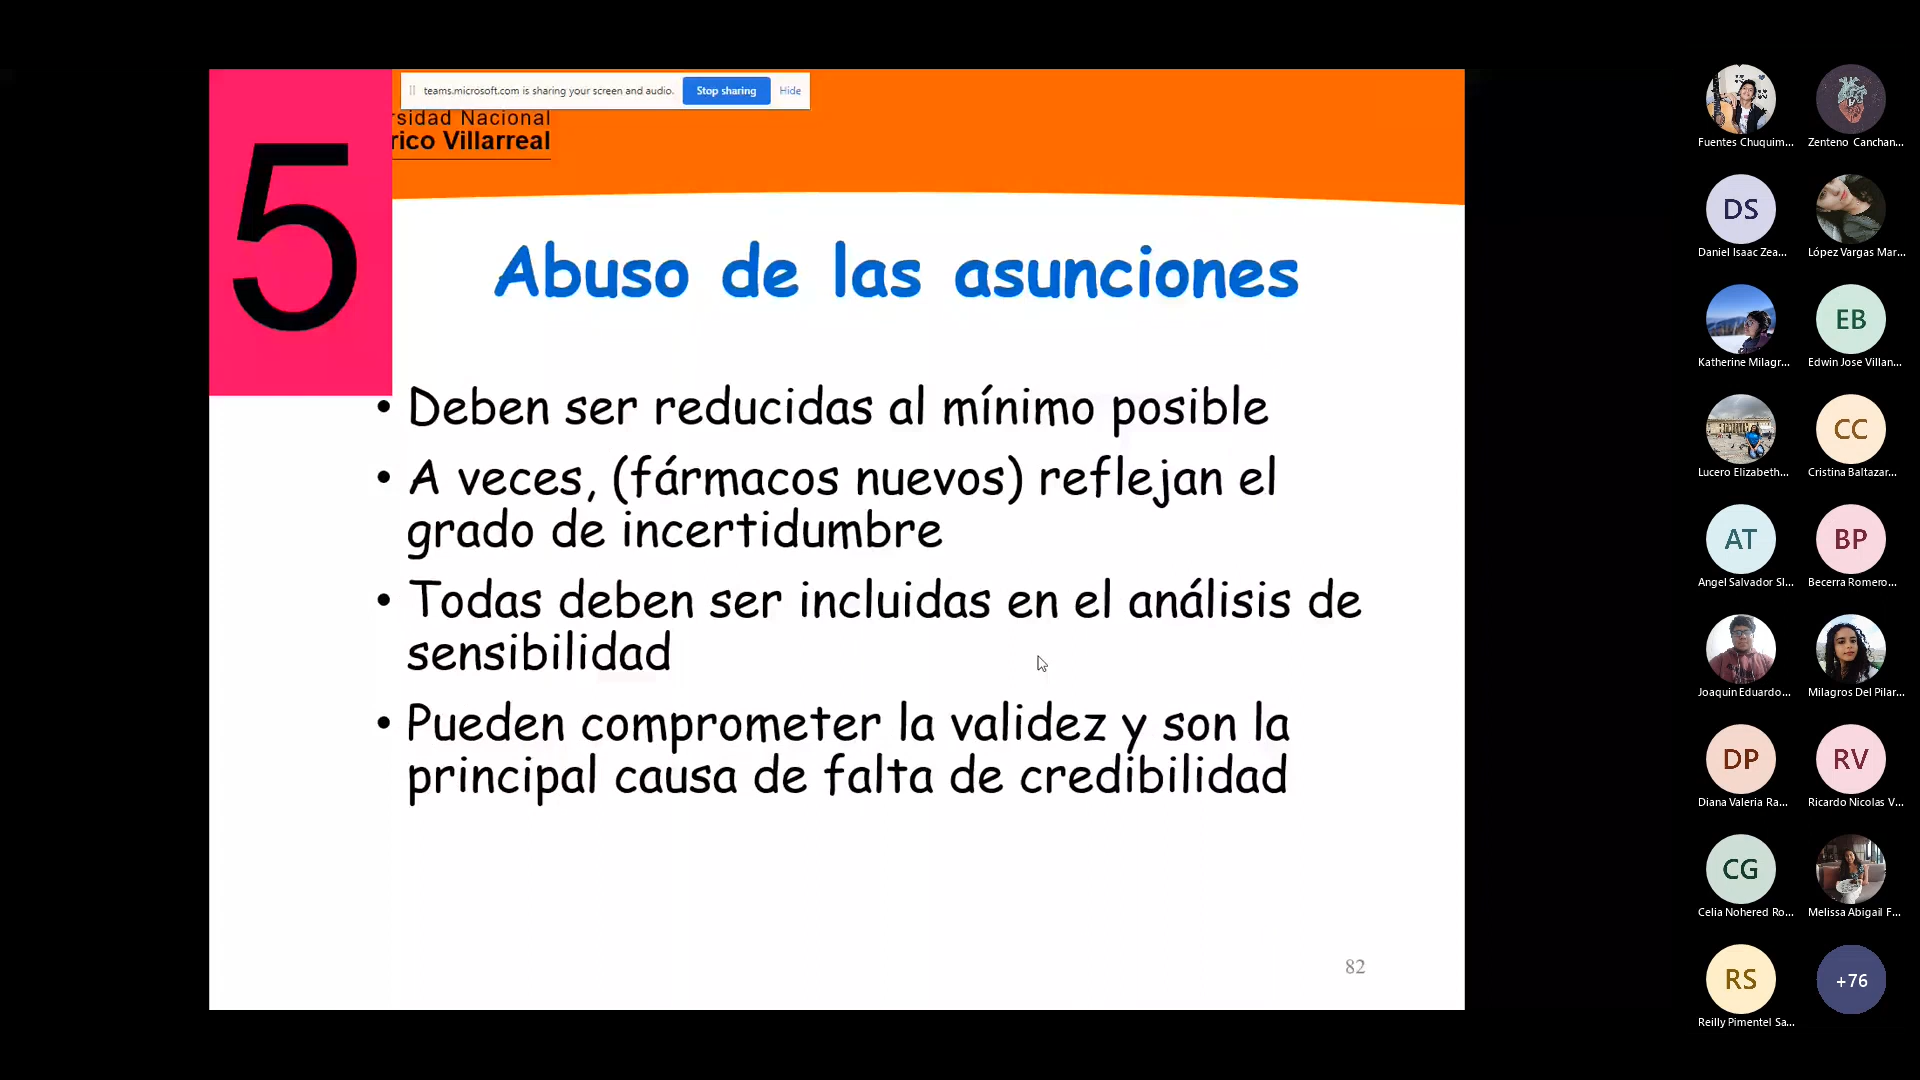 teams.microsoft.com is sharing your screen and audio.
Stop sharing
Hide
5
rsidad Nacional
rico Villarreal
Abuso de las asunciones
• Deben ser reducidas al mínimo posible
• A veces, (fármacos nuevos) reflejan el
grado de incertidumbre
• Todas deben ser incluidas en el análisis de
sensibilidad
• Pueden comprometer la validez y son la
principal causa de falta de credibilidad
82
Fuentes Chuquim...
Zenteno Canchan...
DS
Daniel Isaac Zea...
López Vargas Mar...
Katherine Milagr...
EB
Edwin Jose Villan...
Lucero Elizabeth...
CC
Cristina Baltazar...
AT
Angel Salvador Sl...
BP
Becerra Romero...
Joaquin Eduardo...
Milagros Del Pilar...
DP
Diana Valeria Ra...
RV
Ricardo Nicolas V...
CG
Celia Nohered Ro...
Melissa Abigail F...
RS
Reilly Pimentel Sa...
+76